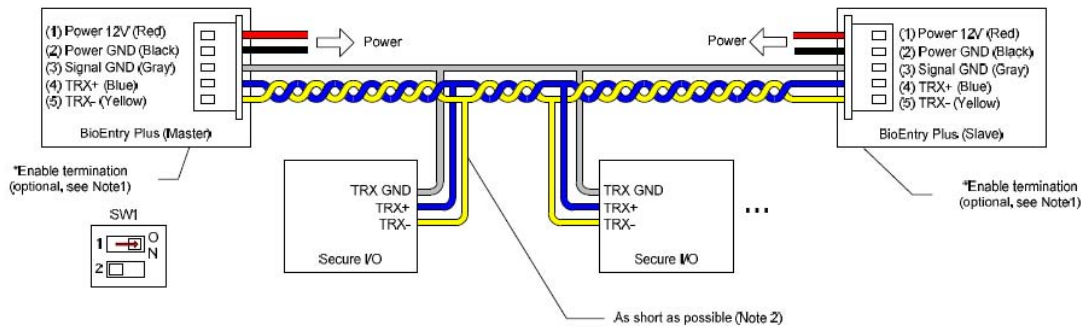 (1) Power 12V (Red)
(2) Power GND (Black)
(3) Signal GND (Gray)
(4) TRX+ (Blue)
(5) TRX- (Yellow)
BioEntry Plus (Master)
Power
Power
(1) Power 12V (Red)
(2) Power GND (Black)
(3) Signal GND (Gray)
(4) TRX+ (Blue)
(5) TRX- (Yellow)
BioEntry Plus (Slave)
*Enable termination
(optional, see Note1)
SW1
1
ON
2
TRX GND
TRX+
TRX-
Secure I/O
TRX GND
TRX+
TRX-
Secure I/O
...
*Enable termination
(optional, see Note1)
As short as possible (Note 2)